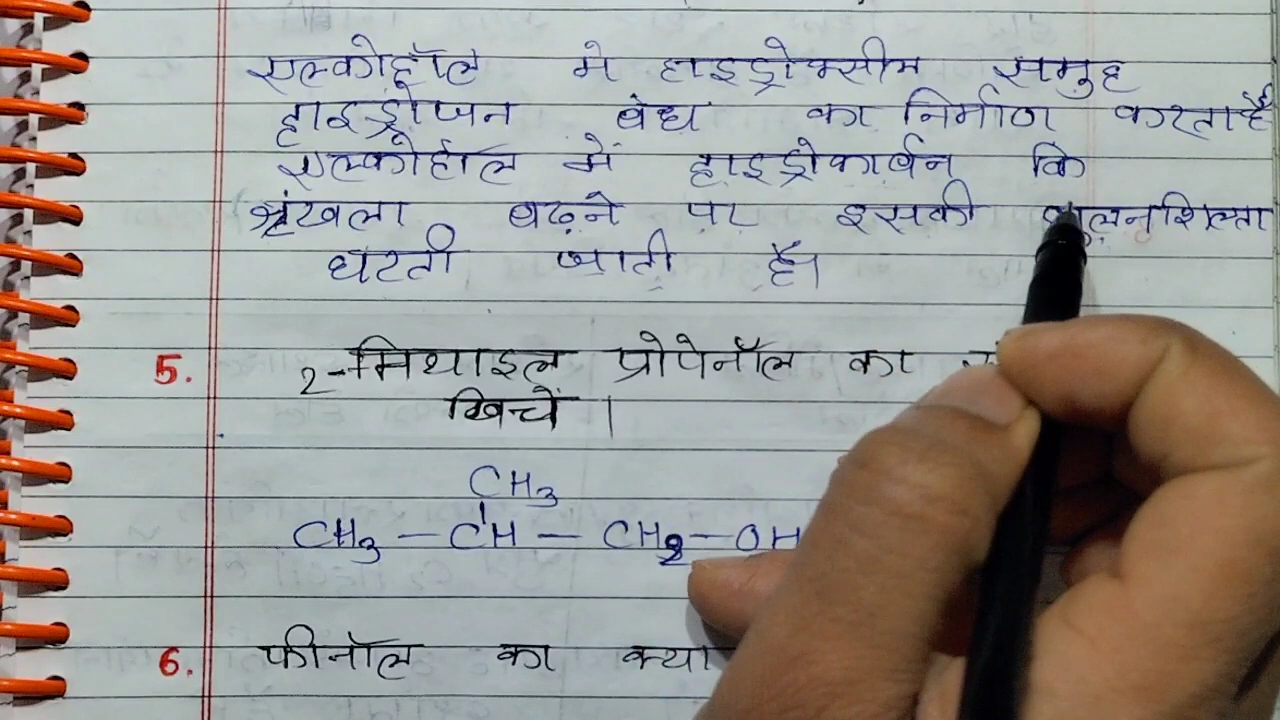 एल्कोहॉल मे हाइड्रोक्सील समुह
हाइड्रोजन बंध का निर्माण करता है
एल्कोहॉल में हाइड्रोकार्बन कि
श्रृंखला बढ़ने पर इसकी घुलनशिलता
घटती जाती है।
5. 2-मिथाइल प्रोपेनॉल का
खिचें ।
CH3
CH3 - CH - CH2 - OH
6. फीनॉल का क्या